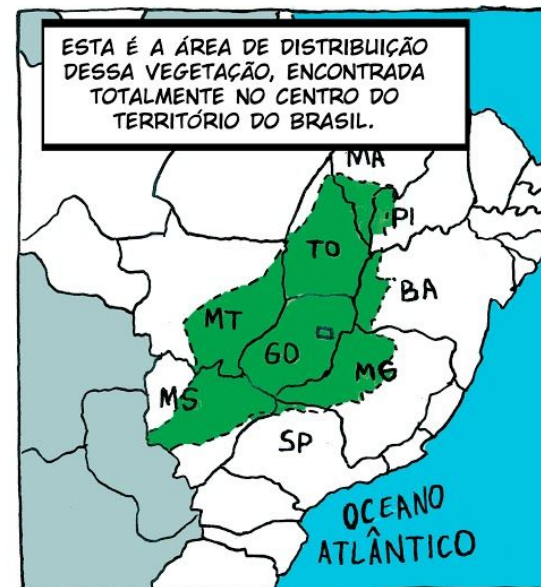 ESTA É A ÁREA DE DISTRIBUIÇÃO
DESSA VEGETAÇÃO, ENCONTRADA
TOTALMENTE NO CENTRO DO
TERRITÓRIO DO BRASIL.
MA
PI
TO
BA
MT
GO
MG
MS
SP
OCEANO
ATLÂNTICO